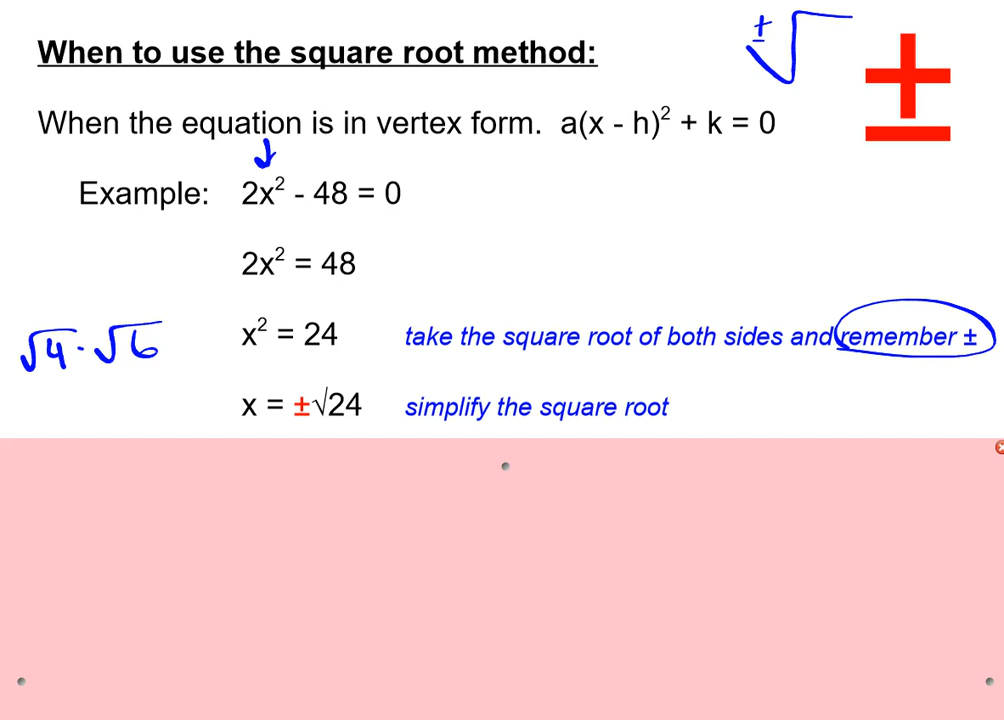 When to use the square root method:
±√
±
When the equation is in vertex form. a(x - h)² + k = 0
Example: 2x² - 48 = 0
2x² = 48
√4 · √6
x² = 24 take the square root of both sides and remember ±
x = ±√24 simplify the square root